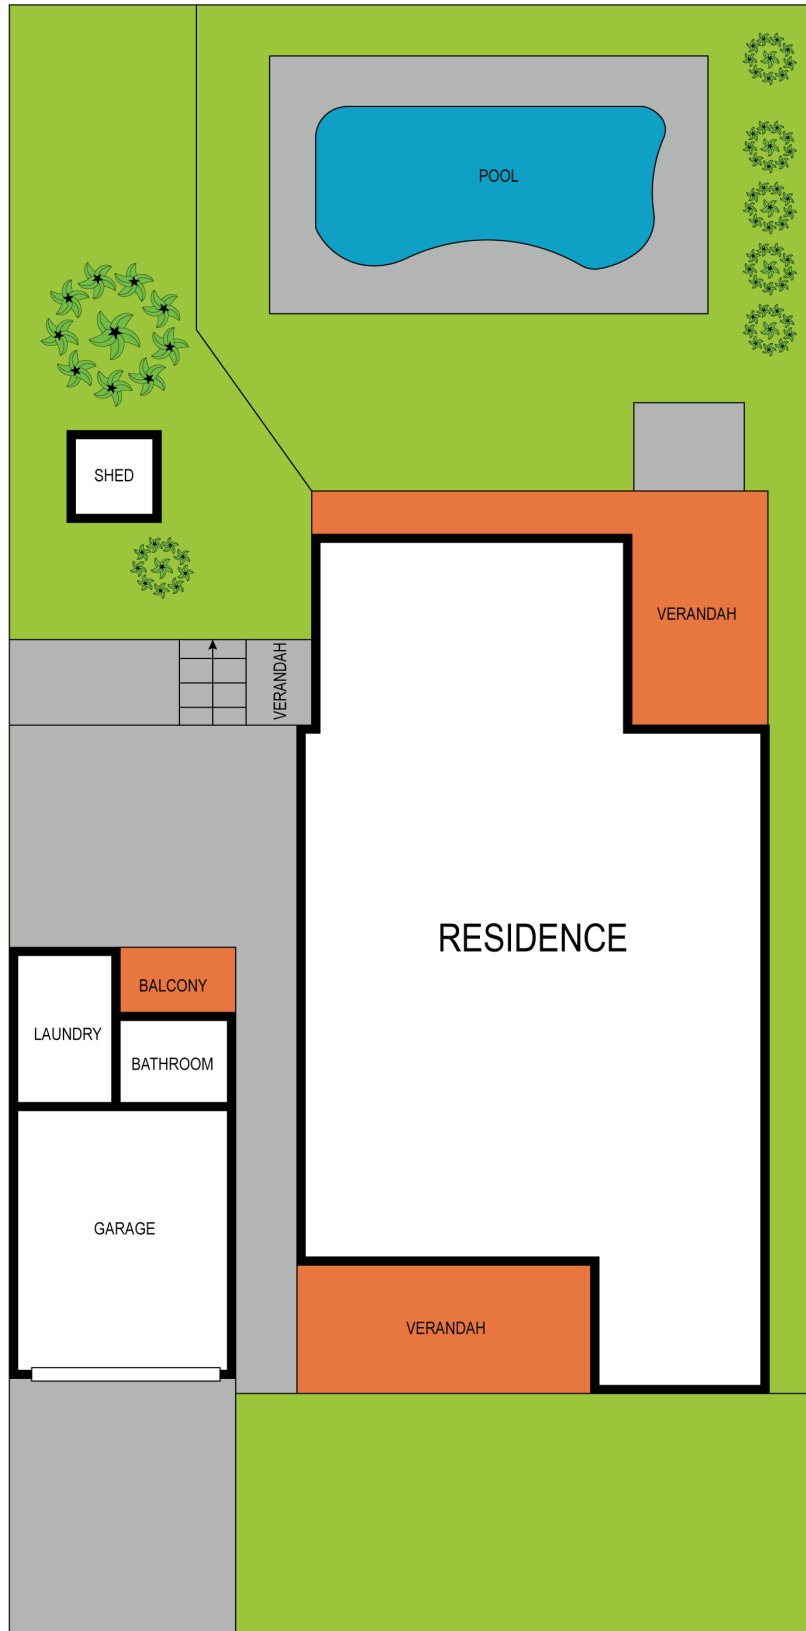 POOL
SHED
VERANDAH
VERANDAH
RESIDENCE
BALCONY
LAUNDRY
BATHROOM
GARAGE
VERANDAH